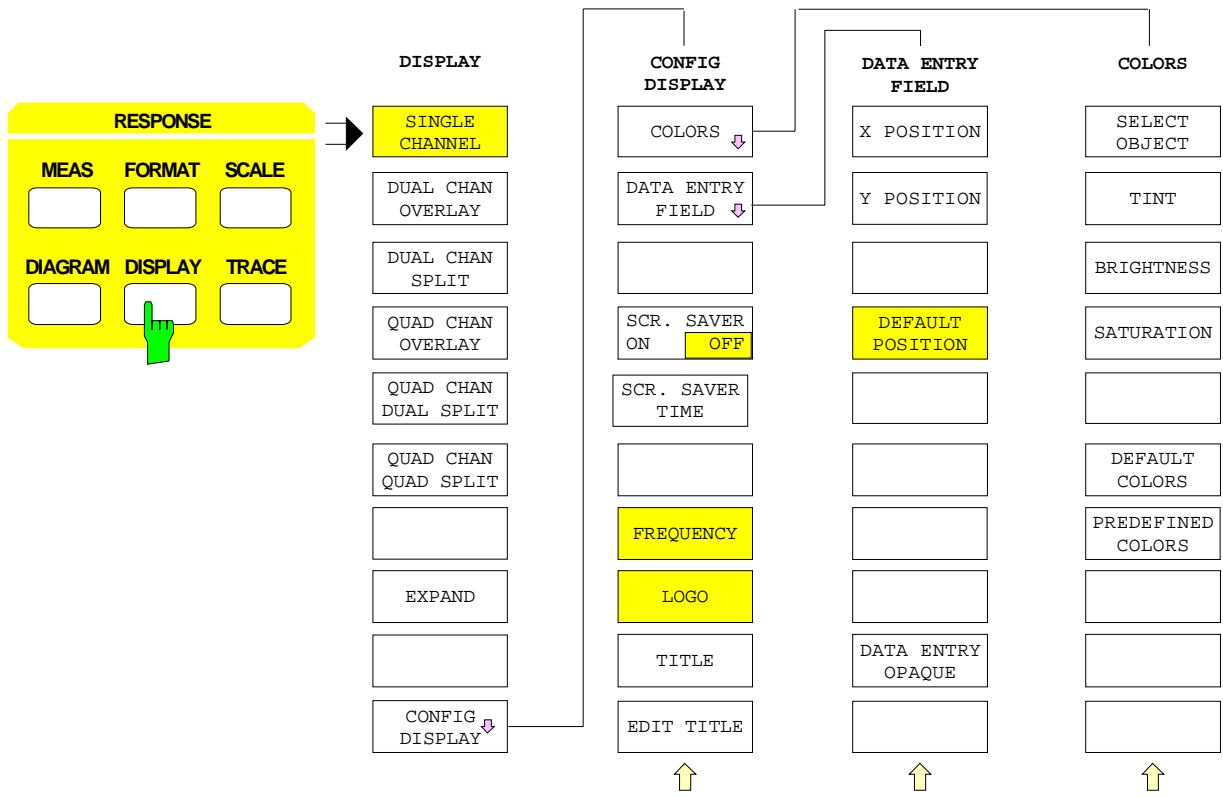 RESPONSE
MEAS FORMAT SCALE
DIAGRAM DISPLAY TRACE
DISPLAY
SINGLE
CHANNEL
DUAL CHAN
OVERLAY
DUAL CHAN
SPLIT
QUAD CHAN
OVERLAY
QUAD CHAN
DUAL SPLIT
QUAD CHAN
QUAD SPLIT
EXPAND
CONFIG
DISPLAY
CONFIG
DISPLAY
COLORS
DATA ENTRY
FIELD
SCR. SAVER
ON OFF
SCR. SAVER
TIME
FREQUENCY
LOGO
TITLE
EDIT TITLE
DATA ENTRY
FIELD
X POSITION
Y POSITION
DEFAULT
POSITION
DATA ENTRY
OPAQUE
COLORS
SELECT
OBJECT
TINT
BRIGHTNESS
SATURATION
DEFAULT
COLORS
PREDEFINED
COLORS